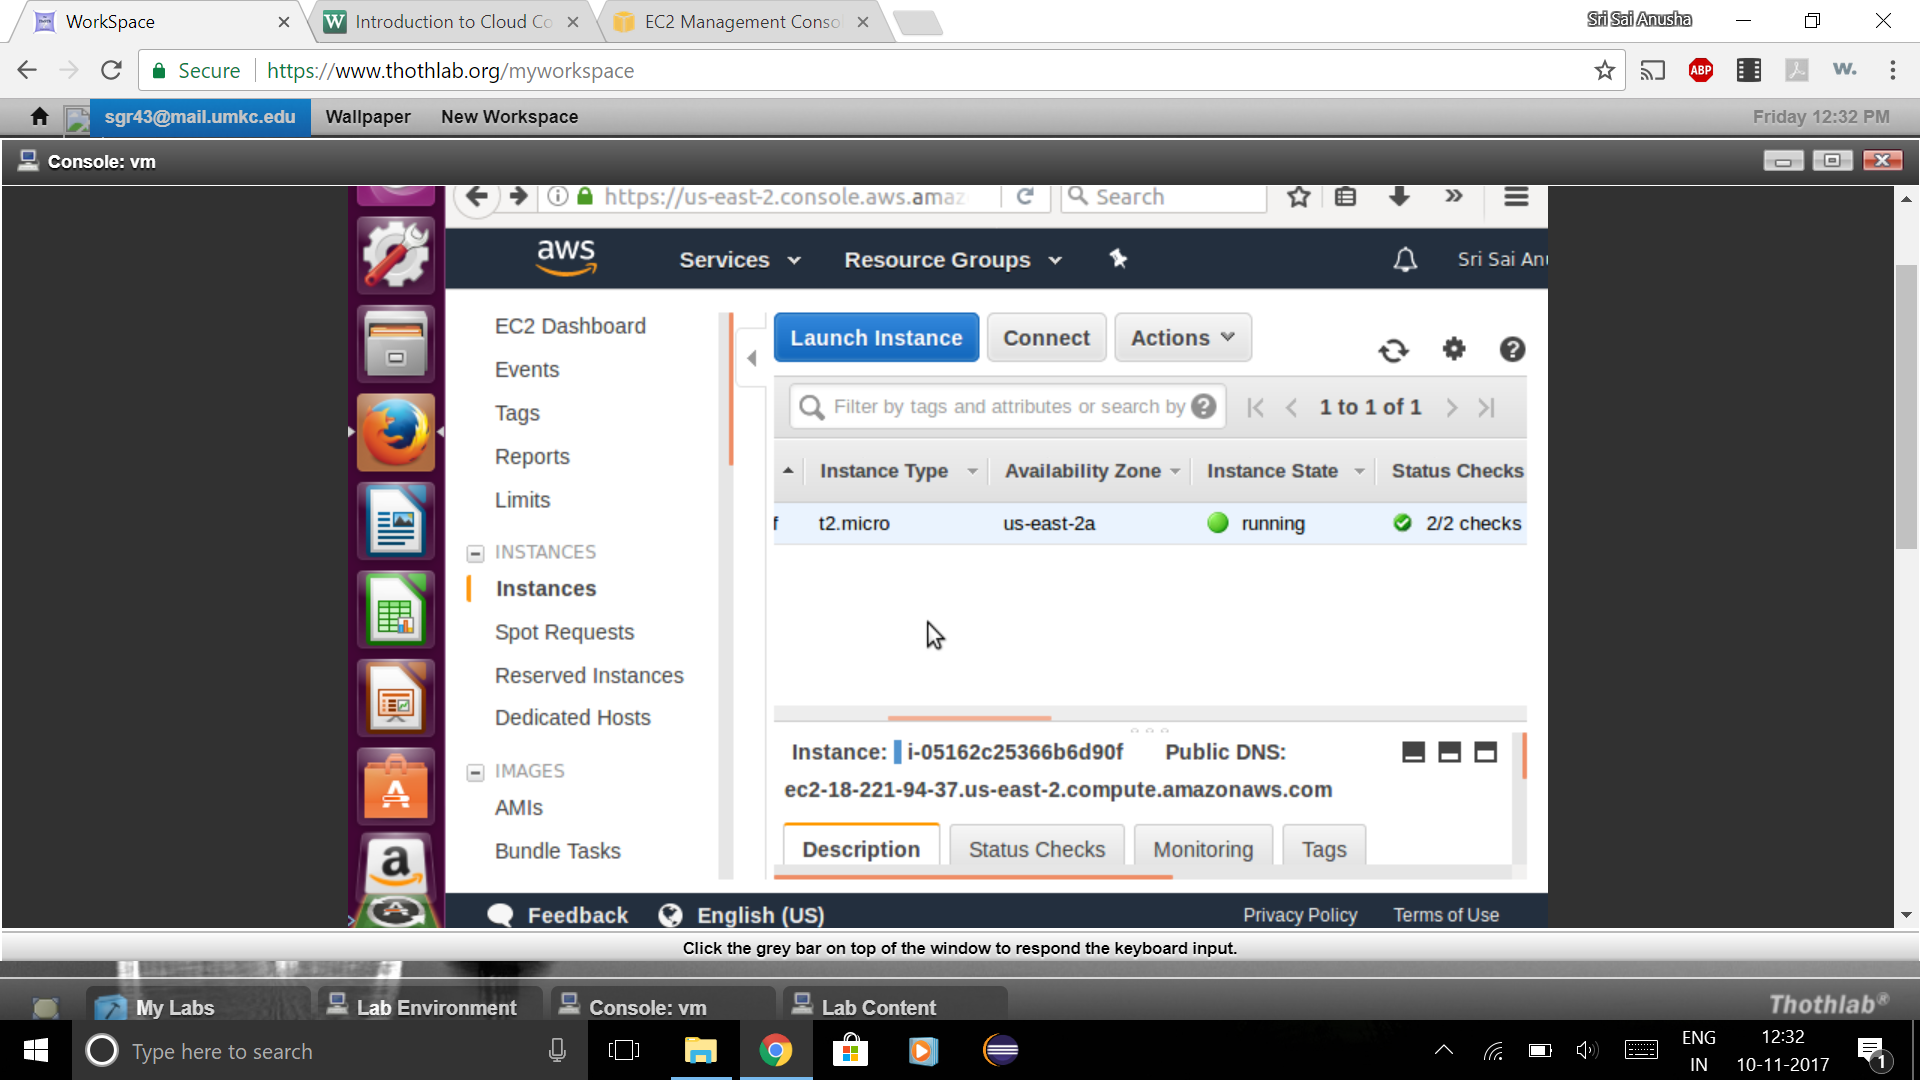 WorkSpace
Introduction to Cloud Co
EC2 Management Conso
Sri Sai Anusha
Secure
https://www.thothlab.org/myworkspace
ABP
w.
sgr43@mail.umkc.edu
Wallpaper
New Workspace
Friday 12:32 PM
Console: vm
https://us-east-2.console.aws.amaz
Search
aws
Services
Resource Groups
Sri Sai Anu
EC2 Dashboard
Events
Tags
Reports
Limits
INSTANCES
Instances
Spot Requests
Reserved Instances
Dedicated Hosts
IMAGES
AMIs
Bundle Tasks
Launch Instance
Connect
Actions
Filter by tags and attributes or search by
1 to 1 of 1
Instance Type
Availability Zone
Instance State
Status Checks
f
t2.micro
us-east-2a
running
2/2 checks
Instance: i-05162c25366b6d90f Public DNS:
ec2-18-221-94-37.us-east-2.compute.amazonaws.com
Description
Status Checks
Monitoring
Tags
Feedback
English (US)
Privacy Policy
Terms of Use
Click the grey bar on top of the window to respond the keyboard input.
My Labs
Lab Environment
Console: vm
Lab Content
Thothlab®
Type here to search
ENG
IN
12:32
10-11-2017
1